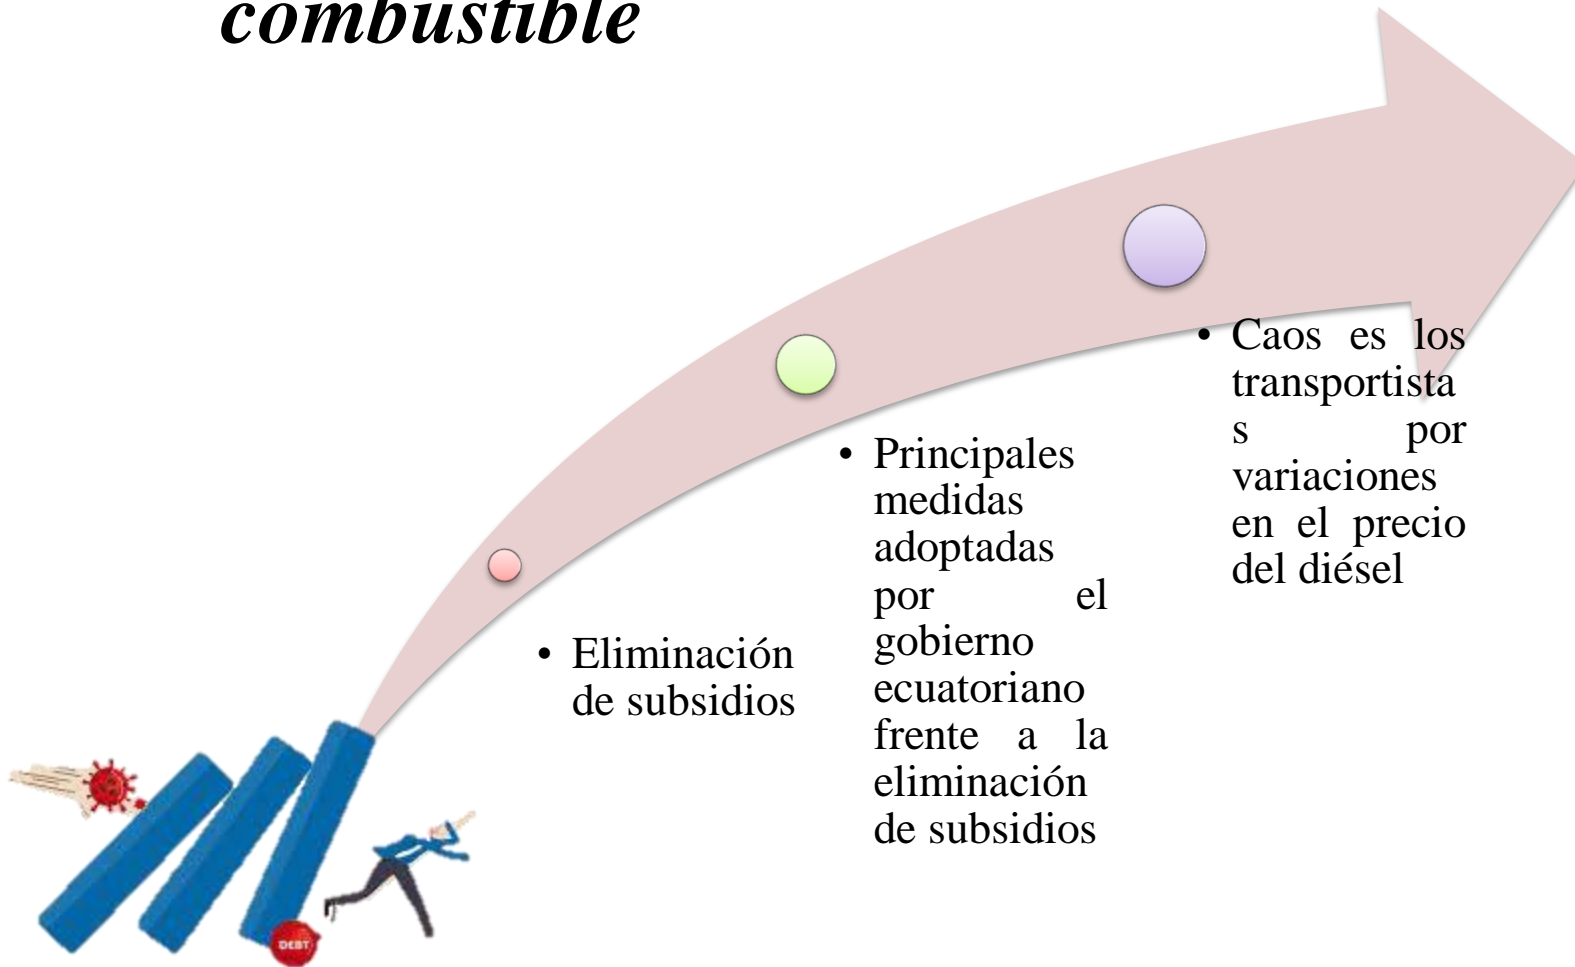 combustible
• Caos es los
transportista
s por
variaciones
en el precio
del diésel
• Principales
medidas
adoptadas
por el
gobierno
ecuatoriano
frente a la
eliminación
de subsidios
• Eliminación
de subsidios
DEBT